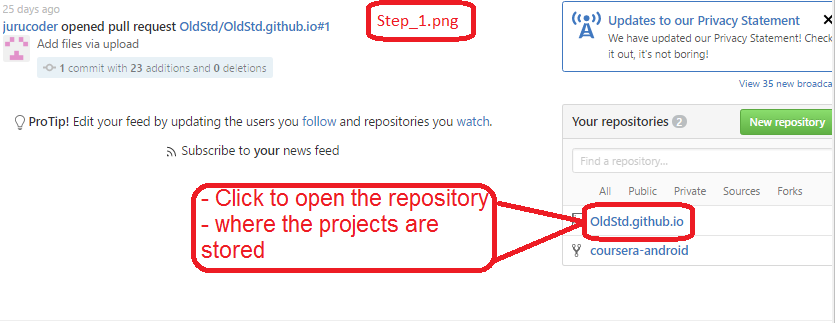 25 days ago
jurucoder opened pull request OldStd/OldStd.github.io#1
Add files via upload
1 commit with 23 additions and 0 deletions
Step_1.png
Updates to our Privacy Statement
We have updated our Privacy Statement! Check
it out, it's not boring!
View 35 new broadca
ProTip! Edit your feed by updating the users you follow and repositories you watch.
Subscribe to your news feed
Your repositories 2
New repository
Find a repository...
All Public Private Sources Forks
- Click to open the repository
- where the projects are
stored
OldStd.github.io
coursera-android